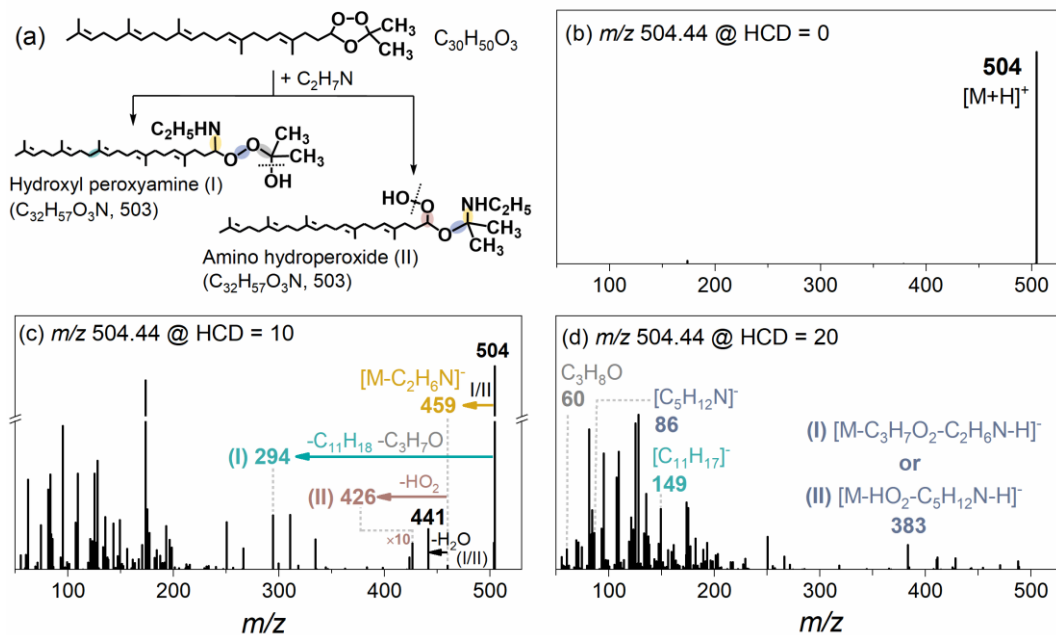 (a)
CH₃
CH₃
C₃₀H₅₀O₃
+ C₂H₇N
C₂H₅HN
CH₃
CH₃
OH
Hydroxyl peroxyamine (I)
(C₃₂H₅₇O₃N, 503)
HO
O
NHC₂H₅
O
CH₃
CH₃
Amino hydroperoxide (II)
(C₃₂H₅₇O₃N, 503)
(b) m/z 504.44 @ HCD = 0
504
[M+H]⁺
100 200 300 400 500
(c) m/z 504.44 @ HCD = 10
504
[M-C₂H₆N]⁻ I/II
459
-C₁₁H₁₈ -C₃H₇O
(I) 294
-HO₂
(II) 426
441
×10
-H₂O
(I/II)
100 200 300 400 500
m/z
(d) m/z 504.44 @ HCD = 20
C₃H₈O
60
[C₅H₁₂N]⁻
86
[C₁₁H₁₇]⁻
149
(I) [M-C₃H₇O₂-C₂H₆N-H]⁻
or
(II) [M-HO₂-C₅H₁₂N-H]⁻
383
100 200 300 400 500
m/z